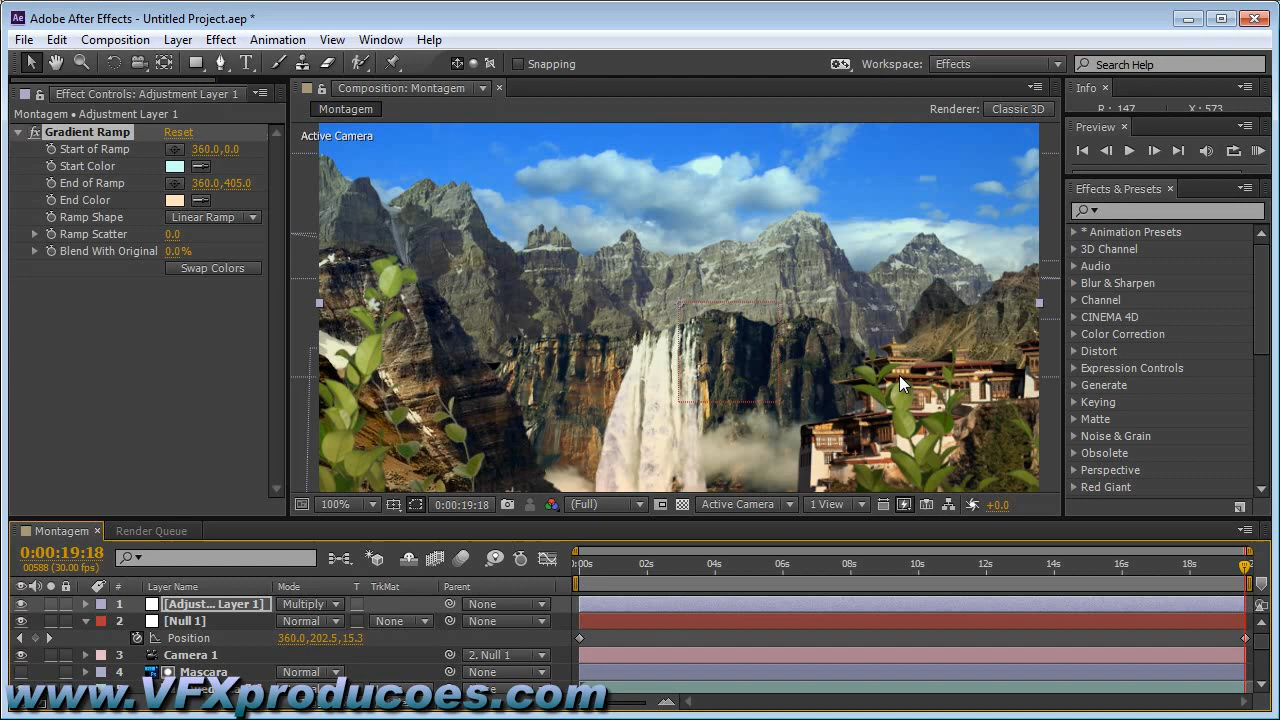 Ae Adobe After Effects - Untitled Project.aep *
File Edit Composition Layer Effect Animation View Window Help
T Snapping Workspace: Effects Search Help
Effect Controls: Adjustment Layer 1
Montagem • Adjustment Layer 1
fx Gradient Ramp Reset
Start of Ramp 360.0,0.0
Start Color
End of Ramp 360.0,405.0
End Color
Ramp Shape Linear Ramp
Ramp Scatter 0.0
Blend With Original 0.0%
Swap Colors
Composition: Montagem
Montagem Renderer: Classic 3D
Active Camera
100% 0:00:19:18 (Full) Active Camera 1 View +0.0
Info
R : 147 X : 573
Preview
Effects & Presets
* Animation Presets
3D Channel
Audio
Blur & Sharpen
Channel
CINEMA 4D
Color Correction
Distort
Expression Controls
Generate
Keying
Matte
Noise & Grain
Obsolete
Perspective
Red Giant
Montagem Render Queue
0:00:19:18
00588 (30.00 fps)
:00s 02s 04s 06s 08s 10s 12s 14s 16s 18s
# Layer Name Mode T TrkMat Parent
1 [Adjust... Layer 1] Multiply None
2 [Null 1] Normal None None
Position 360.0,202.5,15.3
3 Camera 1 2. Null 1
4 Mascara Normal None
www.VFXproducoes.com